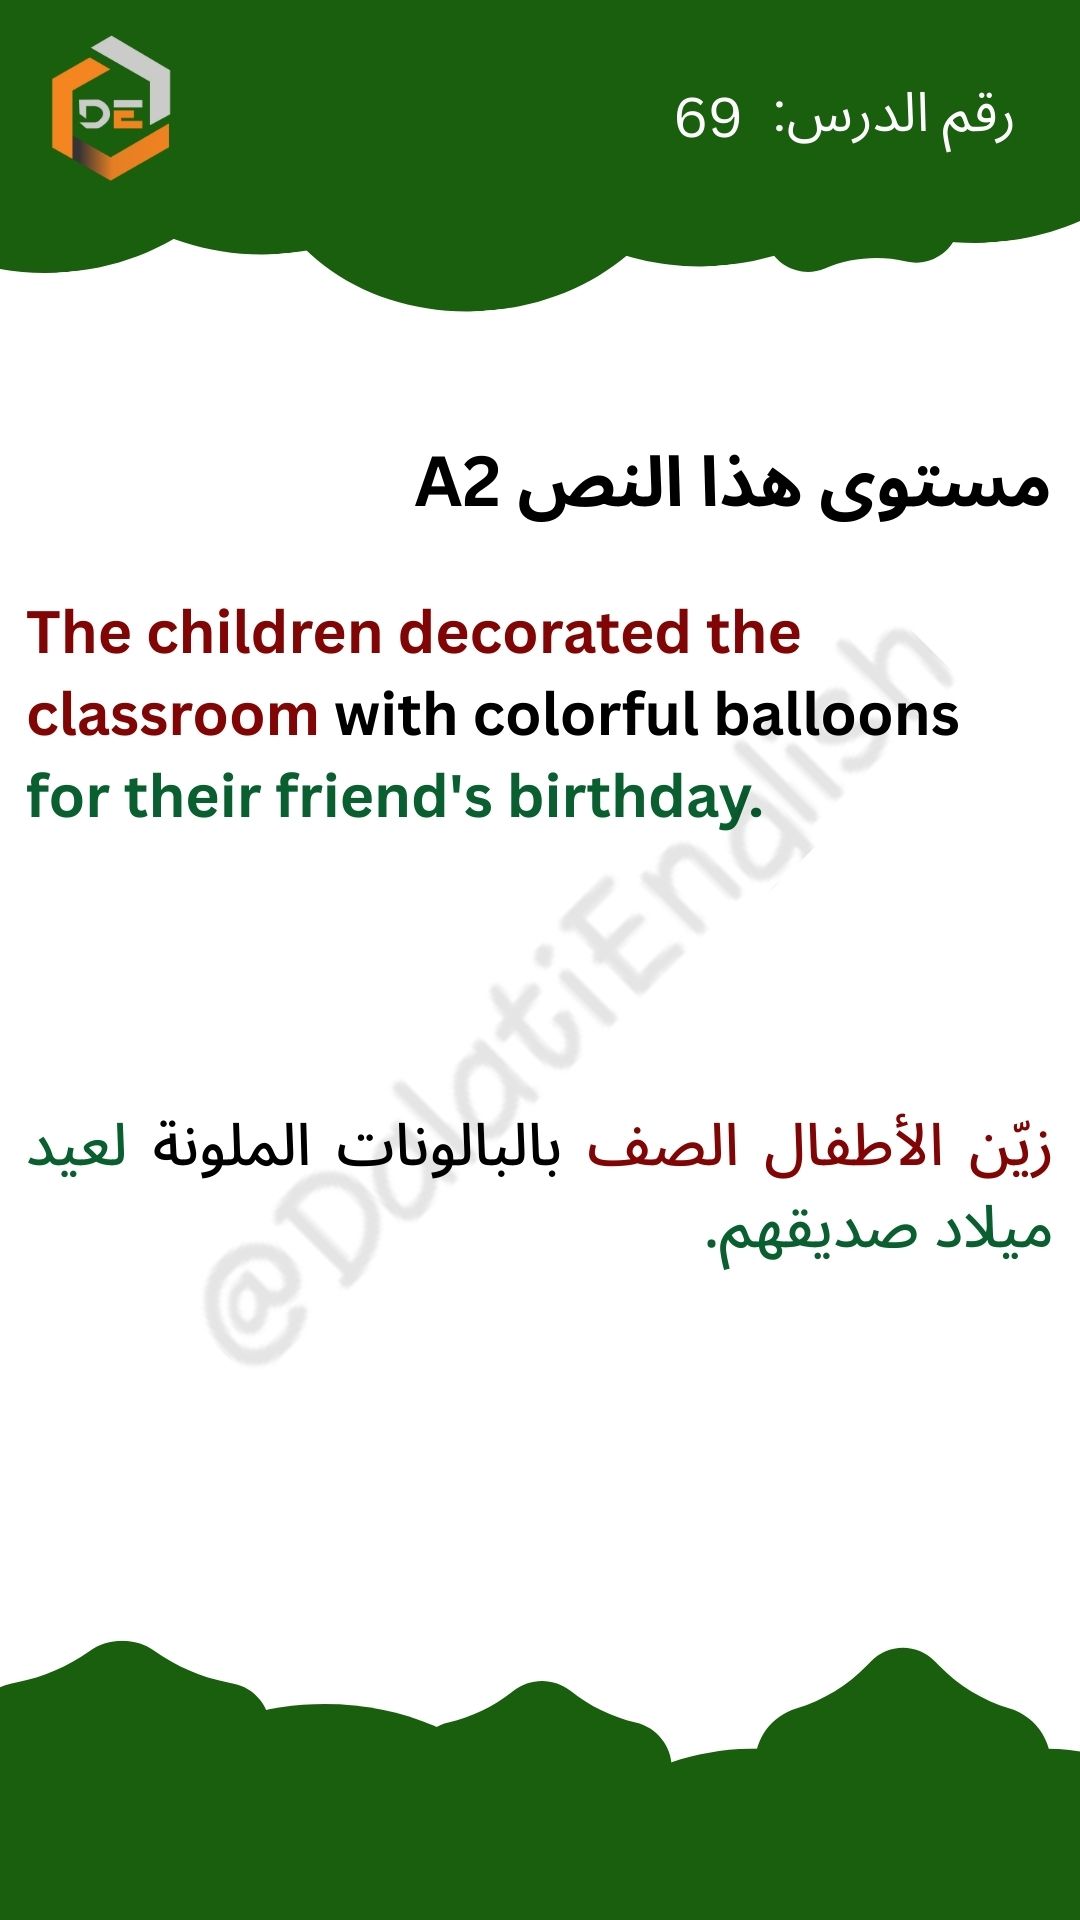 DE
رقم الدرس: 69
مستوى هذا النص A2
The children decorated the
classroom with colorful balloons
for their friend's birthday.
@DalatiEnglish
زيّن الأطفال الصف بالبالونات الملونة لعيد
ميلاد صديقهم.